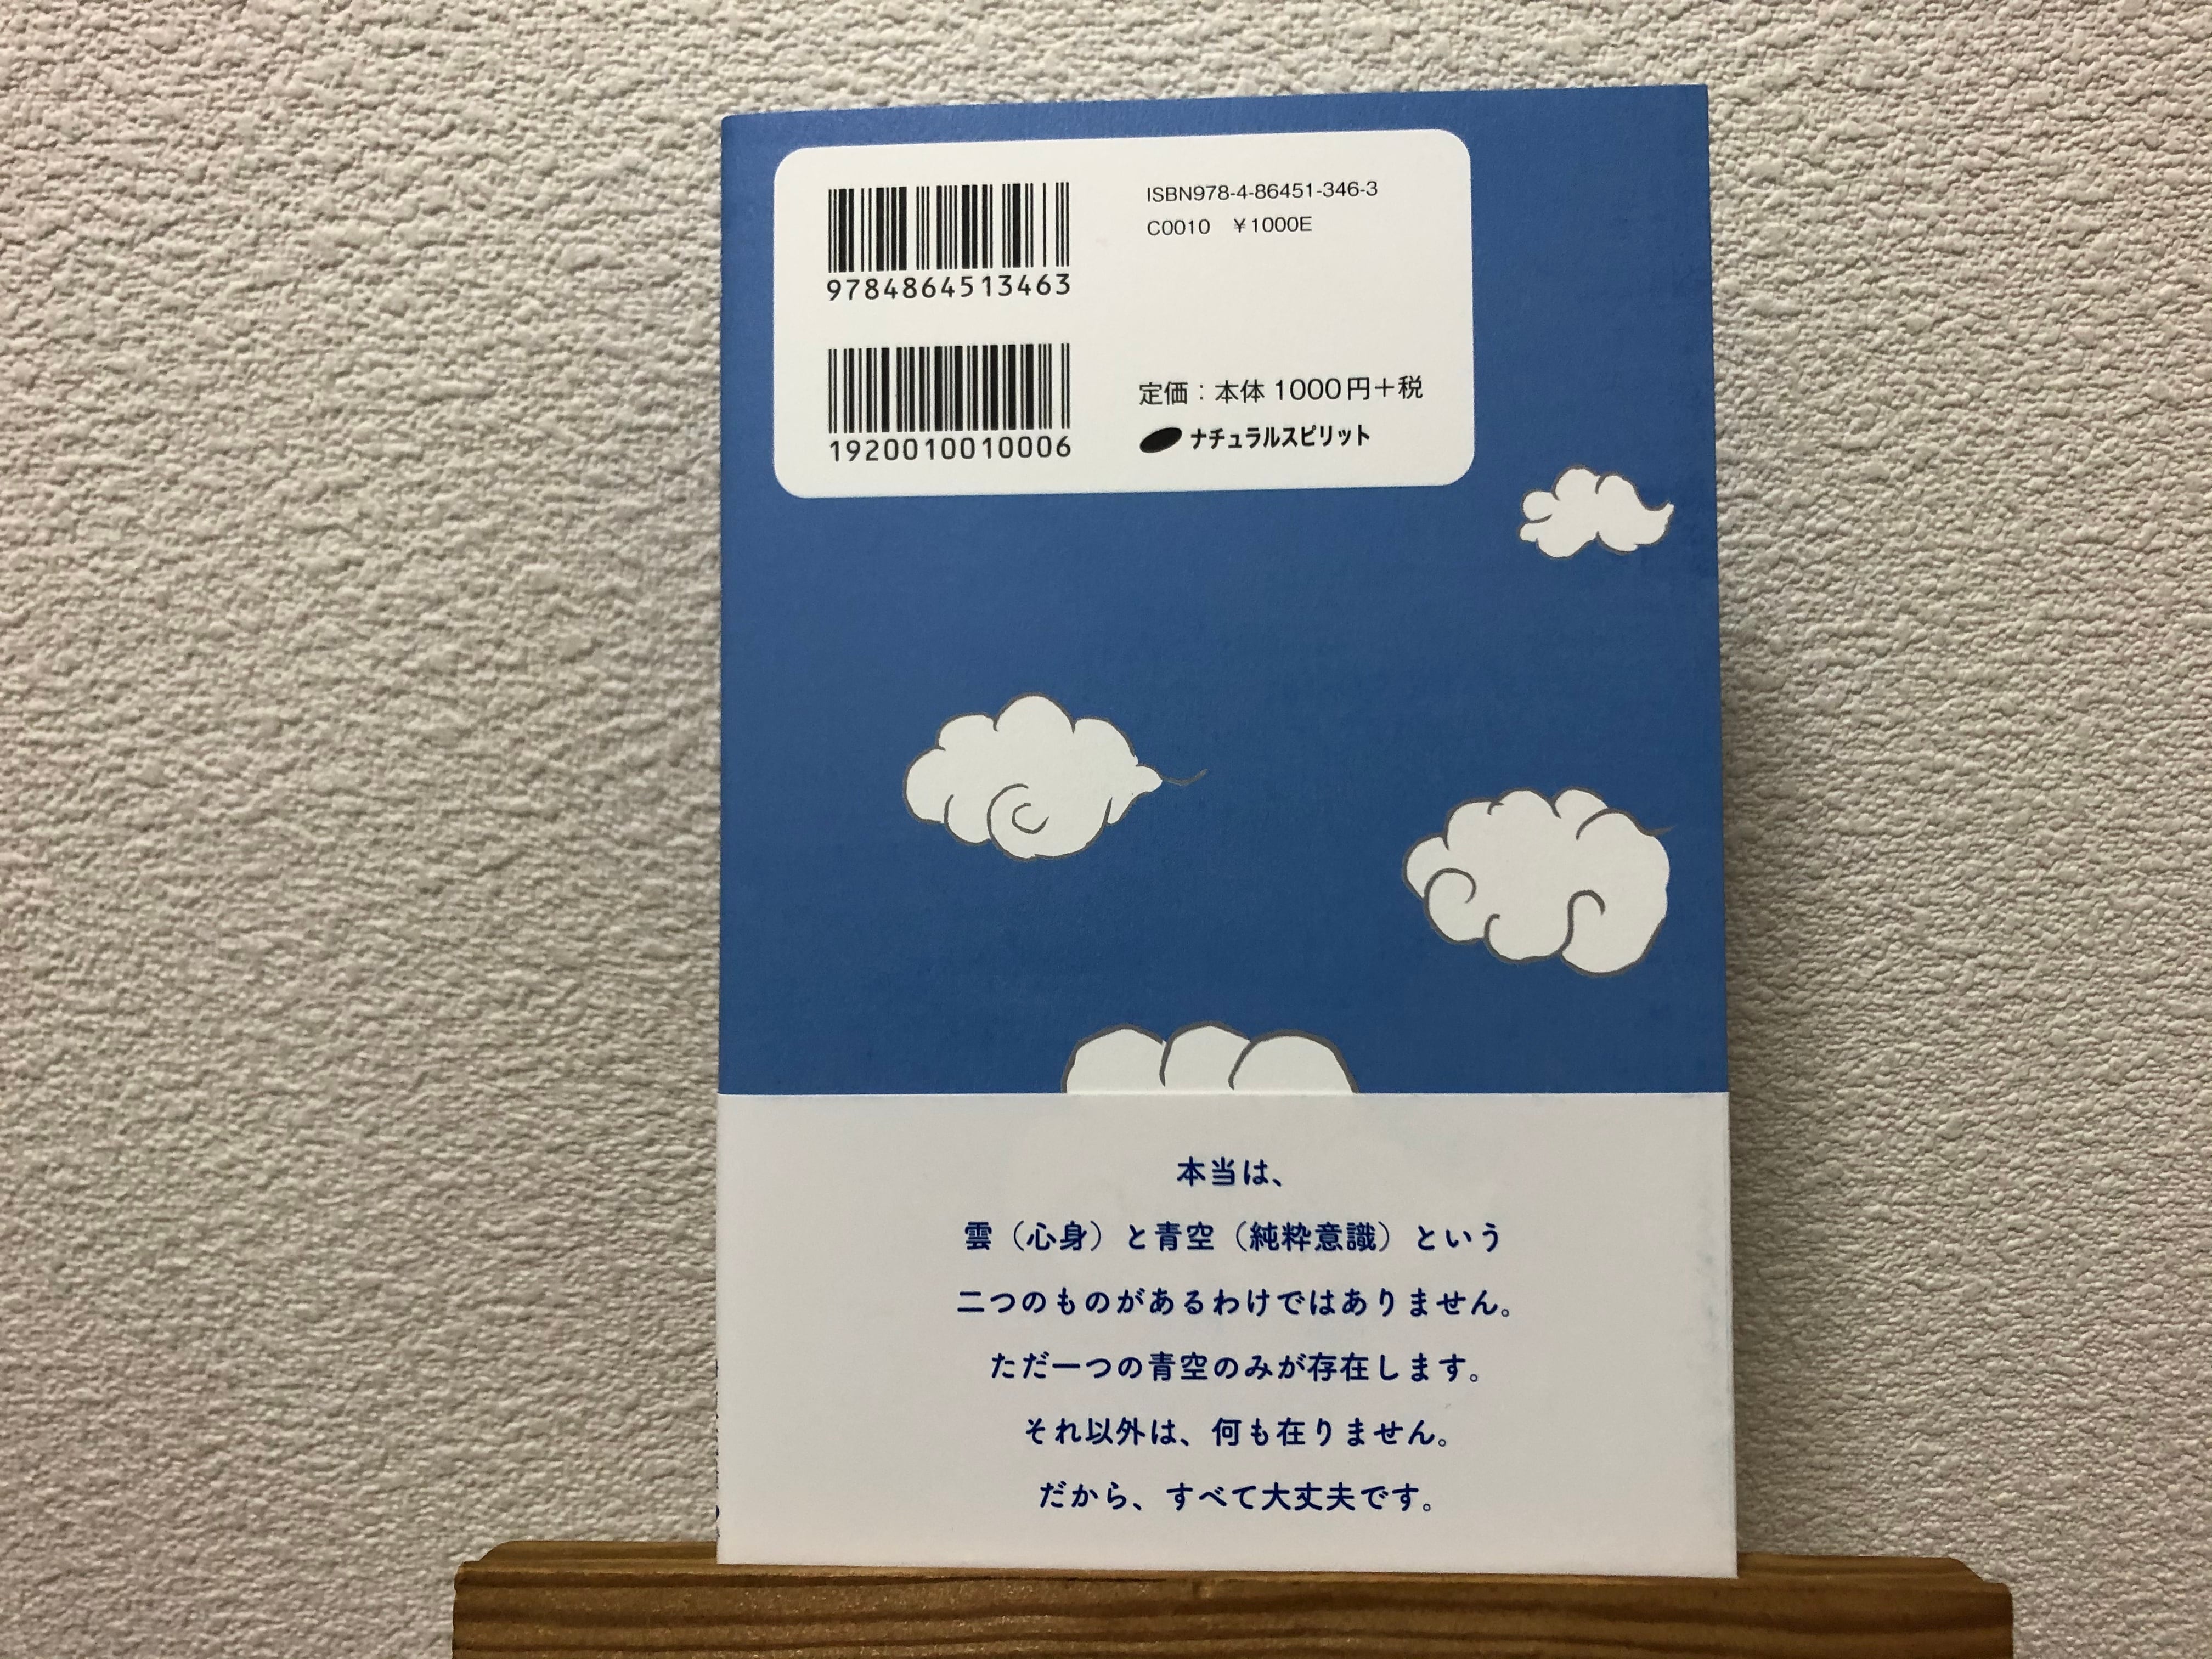 9784864513463
ISBN978-4-86451-346-3
C0010 ¥1000E
1920010010006
定価：本体 1000円＋税
ナチュラルスピリット
本当は、
雲（心身）と青空（純粋意識）という
二つのものがあるわけではありません。
ただ一つの青空のみが存在します。
それ以外は、何も在りません。
だから、すべて大丈夫です。